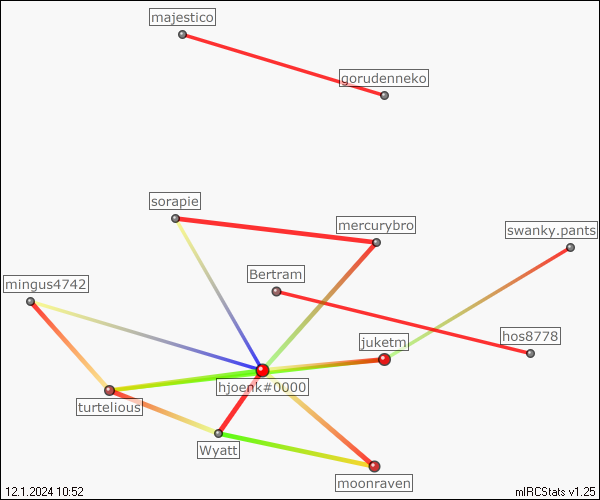 majestico
gorudenneko
sorapie
mercurybro
swanky.pants
Bertram
mingus4742
hos8778
juketm
hjoenk#0000
turtelious
Wyatt
moonraven
12.1.2024 10:52
mIRCStats v1.25